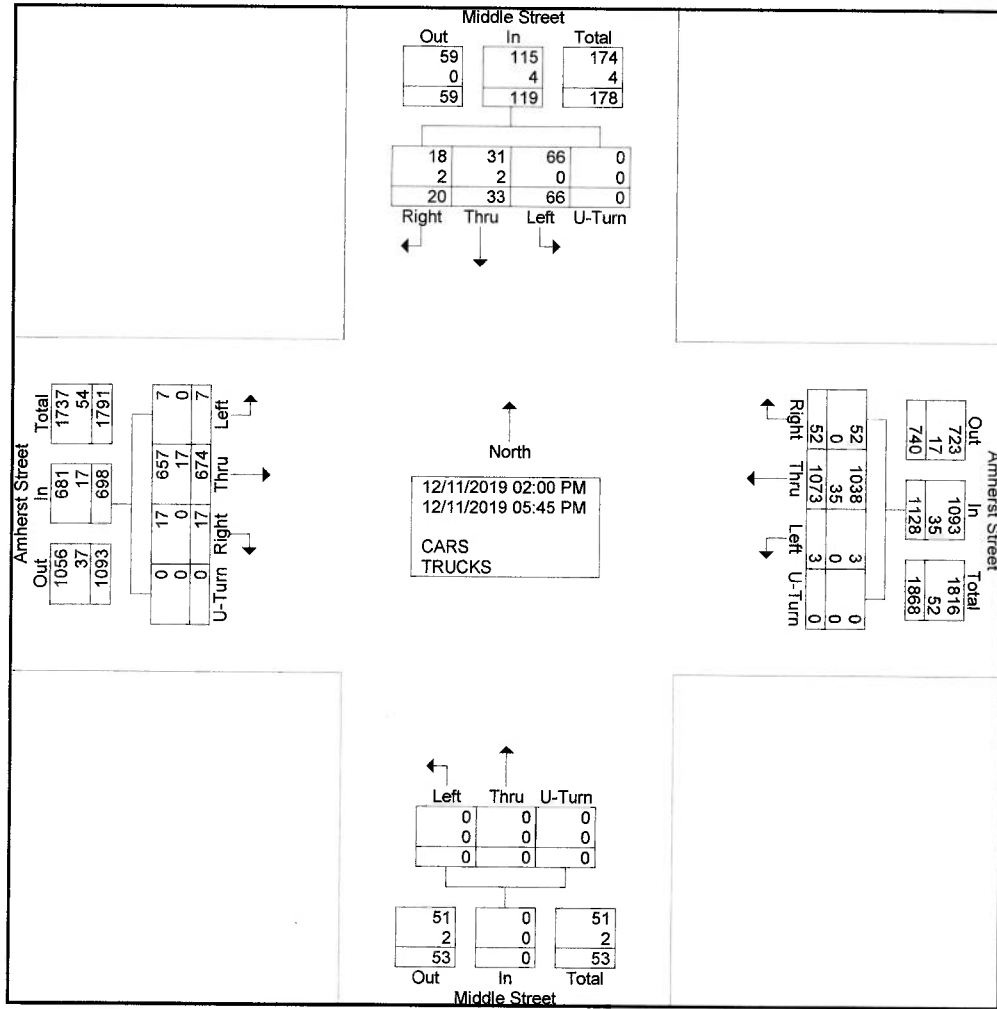 Middle Street
Out In Total
59 115 174
0 4 4
59 119 178
18 31 66 0
2 2 0 0
20 33 66 0
Right Thru Left U-Turn
Amherst Street
Total In Out
1737 681 1056
54 17 37
1791 698 1093
7 657 17 0
0 17 0 0
7 674 17 0
Left Thru Right U-Turn
North
12/11/2019 02:00 PM
12/11/2019 05:45 PM
CARS
TRUCKS
Amherst Street
Out In Total
723 1093 1816
17 35 52
740 1128 1868
52 1038 3 0
0 35 0 0
52 1073 3 0
Right Thru Left U-Turn
Left Thru U-Turn
0 0 0
0 0 0
0 0 0
51 0 51
2 0 2
53 0 53
Out In Total
Middle Street